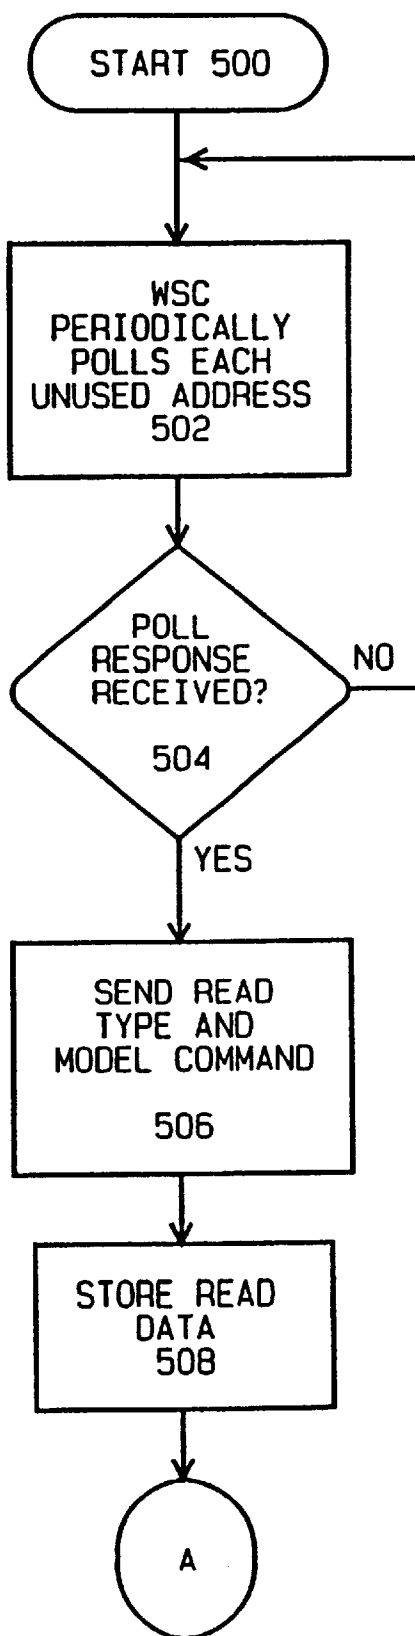 START 500
WSC
PERIODICALLY
POLLS EACH
UNUSED ADDRESS
502
POLL
RESPONSE
RECEIVED?
504
NO
YES
SEND READ
TYPE AND
MODEL COMMAND
506
STORE READ
DATA
508
A